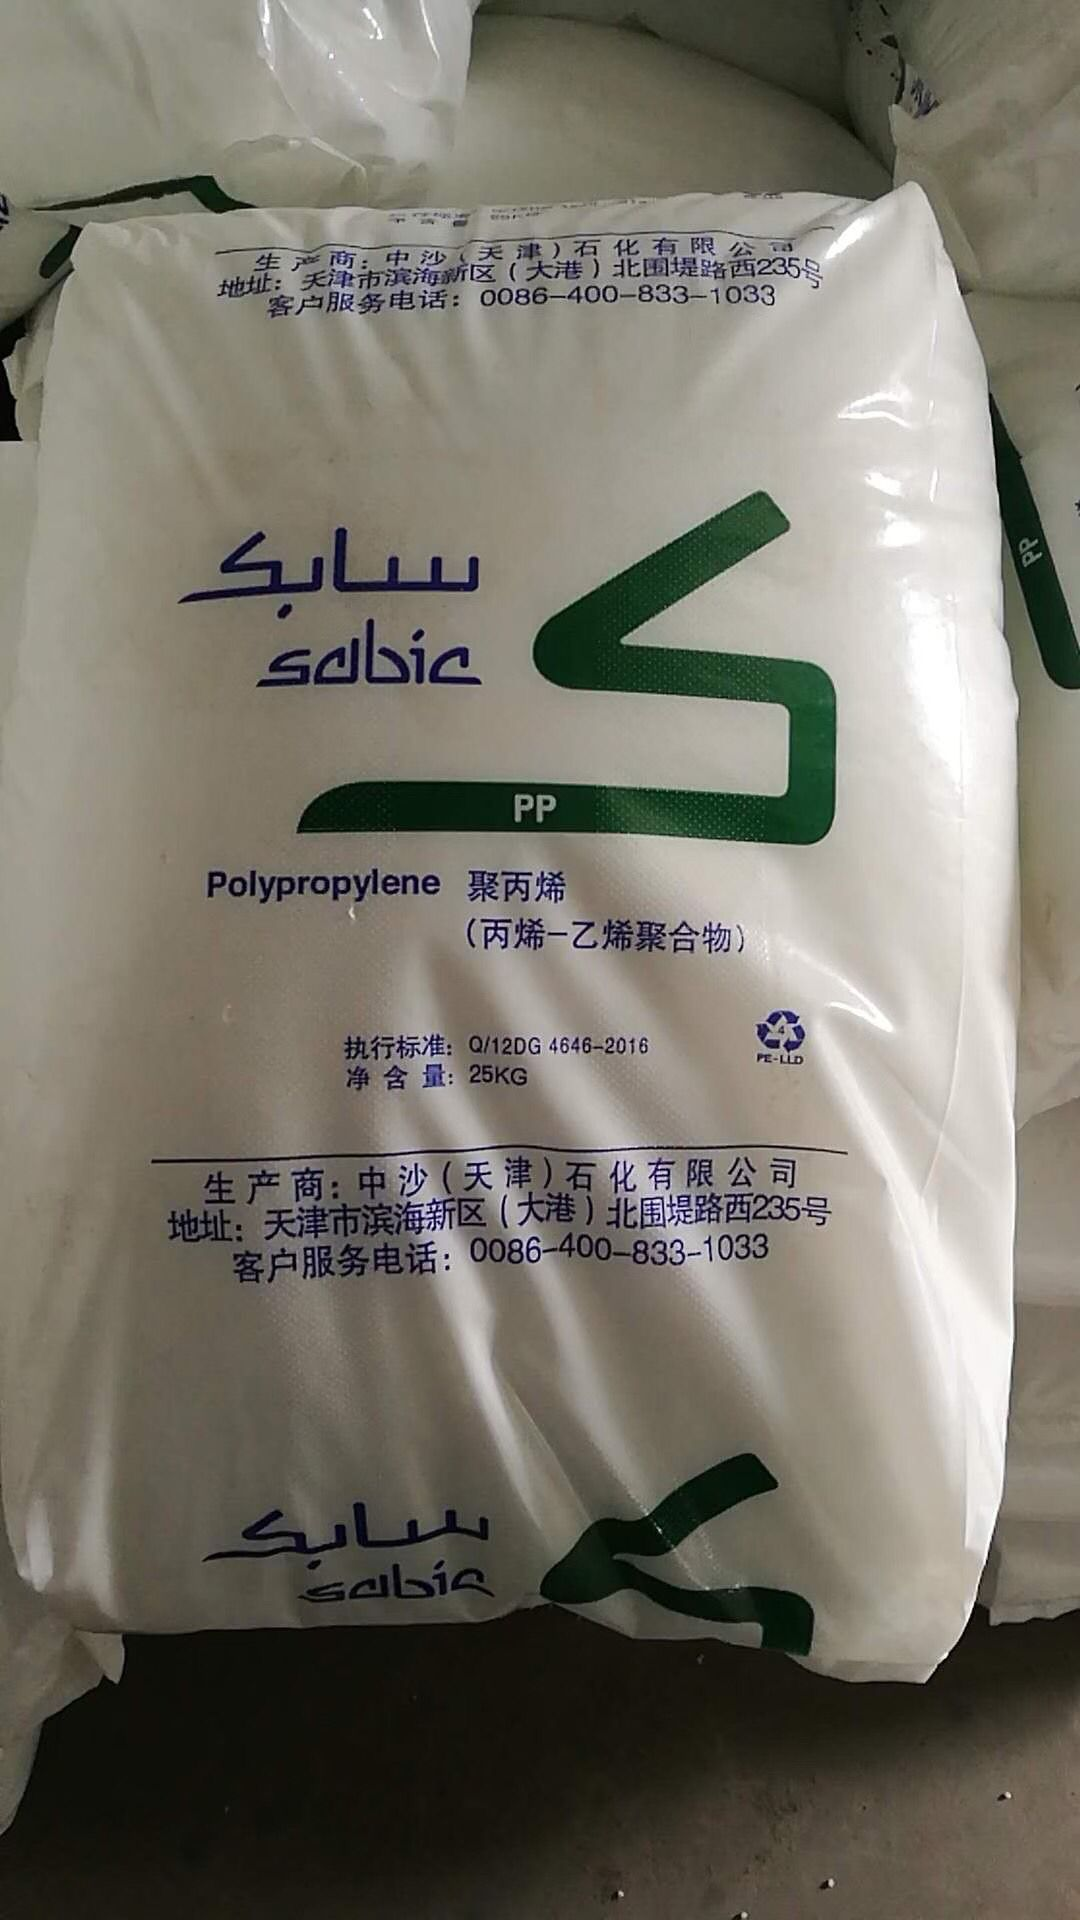 生产商：中沙（天津）石化有限公司
地址：天津市滨海新区（大港）北围堤路西235号
客户服务电话：0086-400-833-1033
سابك
sabic
PP
Polypropylene 聚丙烯
（丙烯-乙烯聚合物）
执行标准：Q/12DG 4646-2016
净含量：25KG
4
PE-LLD
生产商：中沙（天津）石化有限公司
地址：天津市滨海新区（大港）北围堤路西235号
客户服务电话：0086-400-833-1033
سابك
sabic
PP